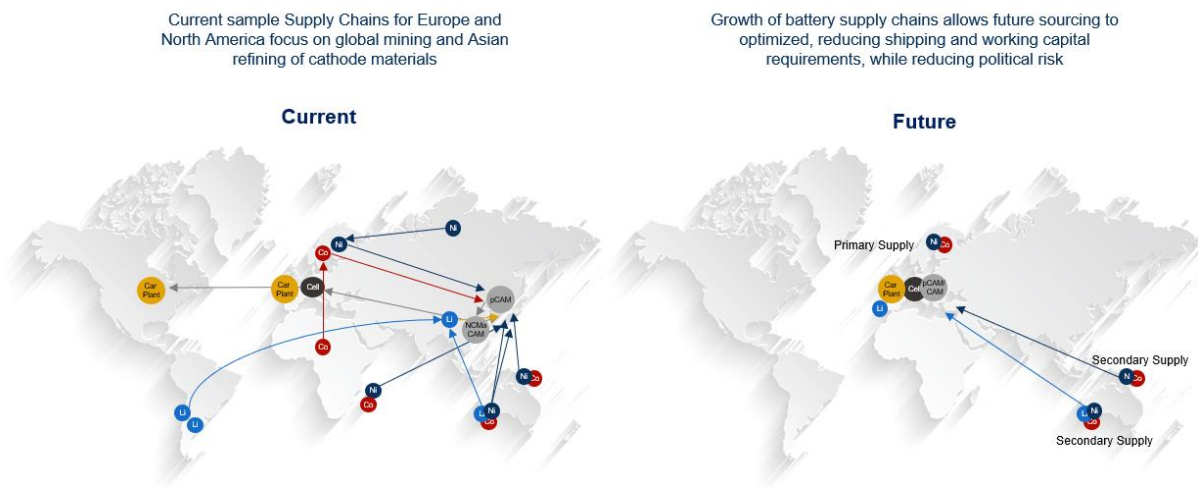 Current sample Supply Chains for Europe and
North America focus on global mining and Asian
refining of cathode materials
Current
Ni
Ni
Co
Car
Plant
Car
Plant
Cell
pCAM
Li
NCMa
CAM
Co
Ni
Co
Ni
Co
Li
Li
Li
Ni
Co
Growth of battery supply chains allows future sourcing to
optimized, reducing shipping and working capital
requirements, while reducing political risk
Future
Primary Supply
Ni
Co
Car
Plant
Cell
pCAM/
CAM
Li
Secondary Supply
N
Co
Li
Ni
Co
Secondary Supply